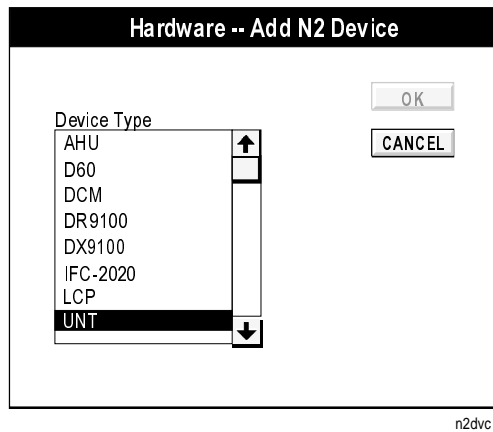 Hardware -- Add N2 Device
OK
Device Type
CANCEL
AHU
D60
DCM
DR9100
DX9100
IFC-2020
LCP
UNT
n2dvc